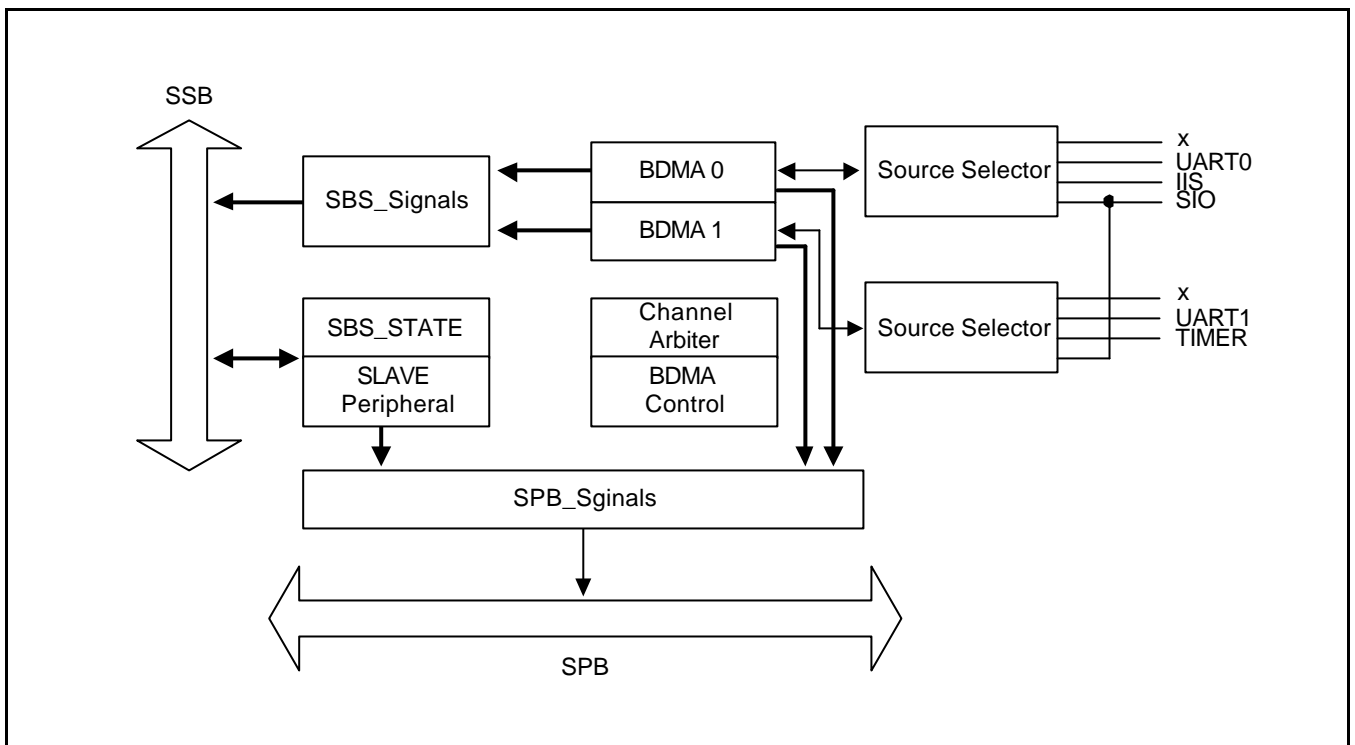 SSB
SBS_Signals
BDMA 0
BDMA 1
Source Selector
x
UART0
IIS
SIO
SBS_STATE
SLAVE
Peripheral
Channel
Arbiter
BDMA
Control
Source Selector
x
UART1
TIMER
SPB_Sginals
SPB